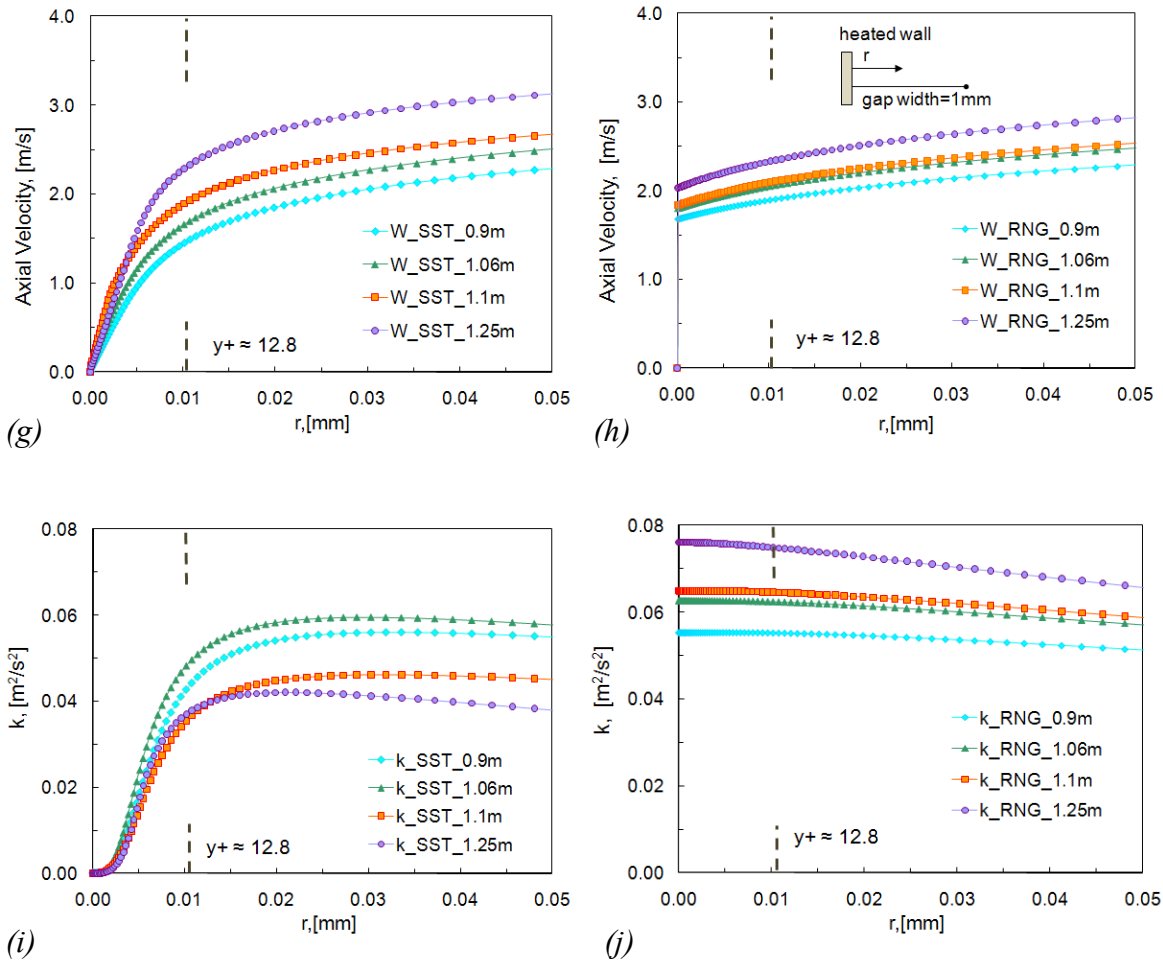 4.0
3.0
2.0
1.0
0.0
Axial Velocity, [m/s]
W_SST_0.9m
W_SST_1.06m
W_SST_1.1m
W_SST_1.25m
y+ ≈ 12.8
0.00 0.01 0.02 0.03 0.04 0.05
r,[mm]
(g)
4.0
3.0
2.0
1.0
0.0
Axial Velocity, [m/s]
heated wall
r
gap width=1mm
W_RNG_0.9m
W_RNG_1.06m
W_RNG_1.1m
W_RNG_1.25m
y+ ≈ 12.8
0.00 0.01 0.02 0.03 0.04 0.05
r,[mm]
(h)
0.08
0.06
0.04
0.02
0.00
k, [m²/s²]
k_SST_0.9m
k_SST_1.06m
k_SST_1.1m
k_SST_1.25m
y+ ≈ 12.8
0.00 0.01 0.02 0.03 0.04 0.05
r,[mm]
(i)
0.08
0.06
0.04
0.02
0.00
k, [m²/s²]
k_RNG_0.9m
k_RNG_1.06m
k_RNG_1.1m
k_RNG_1.25m
y+ ≈ 12.8
0.00 0.01 0.02 0.03 0.04 0.05
r,[mm]
(j)